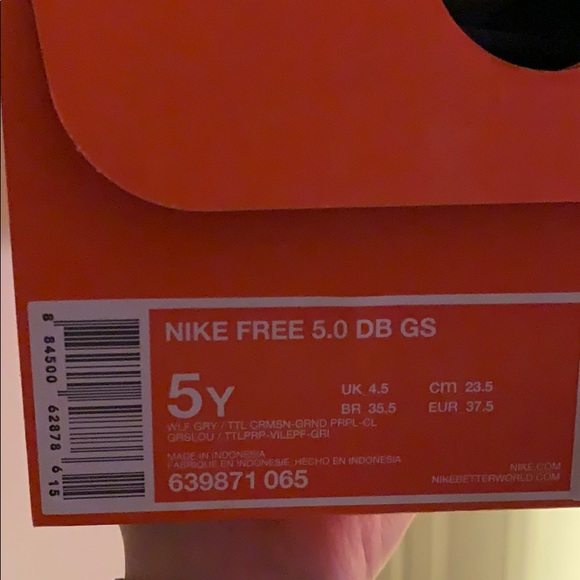 NIKE FREE 5.0 DB GS
5Y
UK 4.5 cm 23.5
BR 35.5 EUR 37.5
WLF GRY / TTL CRMSN-GRND PRPL-CL
GRSLOU / TTLPRP-VILEPF-GRI
MADE IN INDONESIA
FABRIQUE EN INDONESIE/HECHO EN INDONESIA
639871 065
NIKE.COM
NIKEBETTERWORLD.COM
8 84500 62878 615